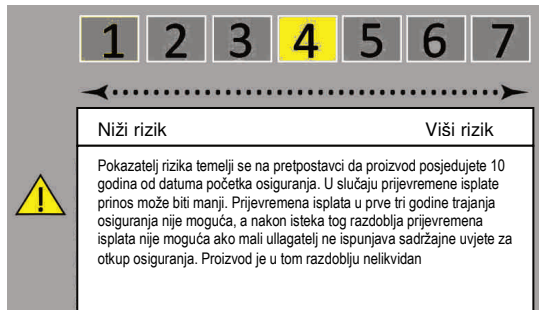 1 2 3 4 5 6 7
Niži rizik Viši rizik
Pokazatelj rizika temelji se na pretpostavci da proizvod posjedujete 10
godina od datuma početka osiguranja. U slučaju prijevremene isplate
prinos može biti manji. Prijevremena isplata u prve tri godine trajanja
osiguranja nije moguća, a nakon isteka tog razdoblja prijevremena
isplata nije moguća ako mali ullagatelj ne ispunjava sadržajne uvjete za
otkup osiguranja. Proizvod je u tom razdoblju nelikvidan